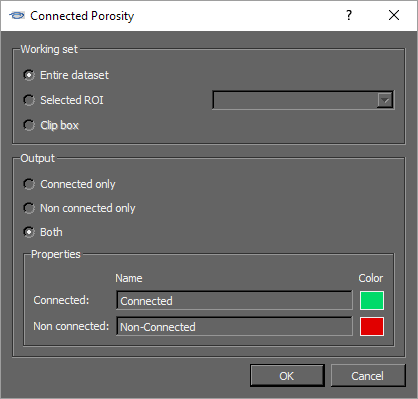 Connected Porosity ?
Working set
Entire dataset
Selected ROI
Clip box
Output
Connected only
Non connected only
Both
Properties
Name Color
Connected: Connected
Non connected: Non-Connected
OK Cancel